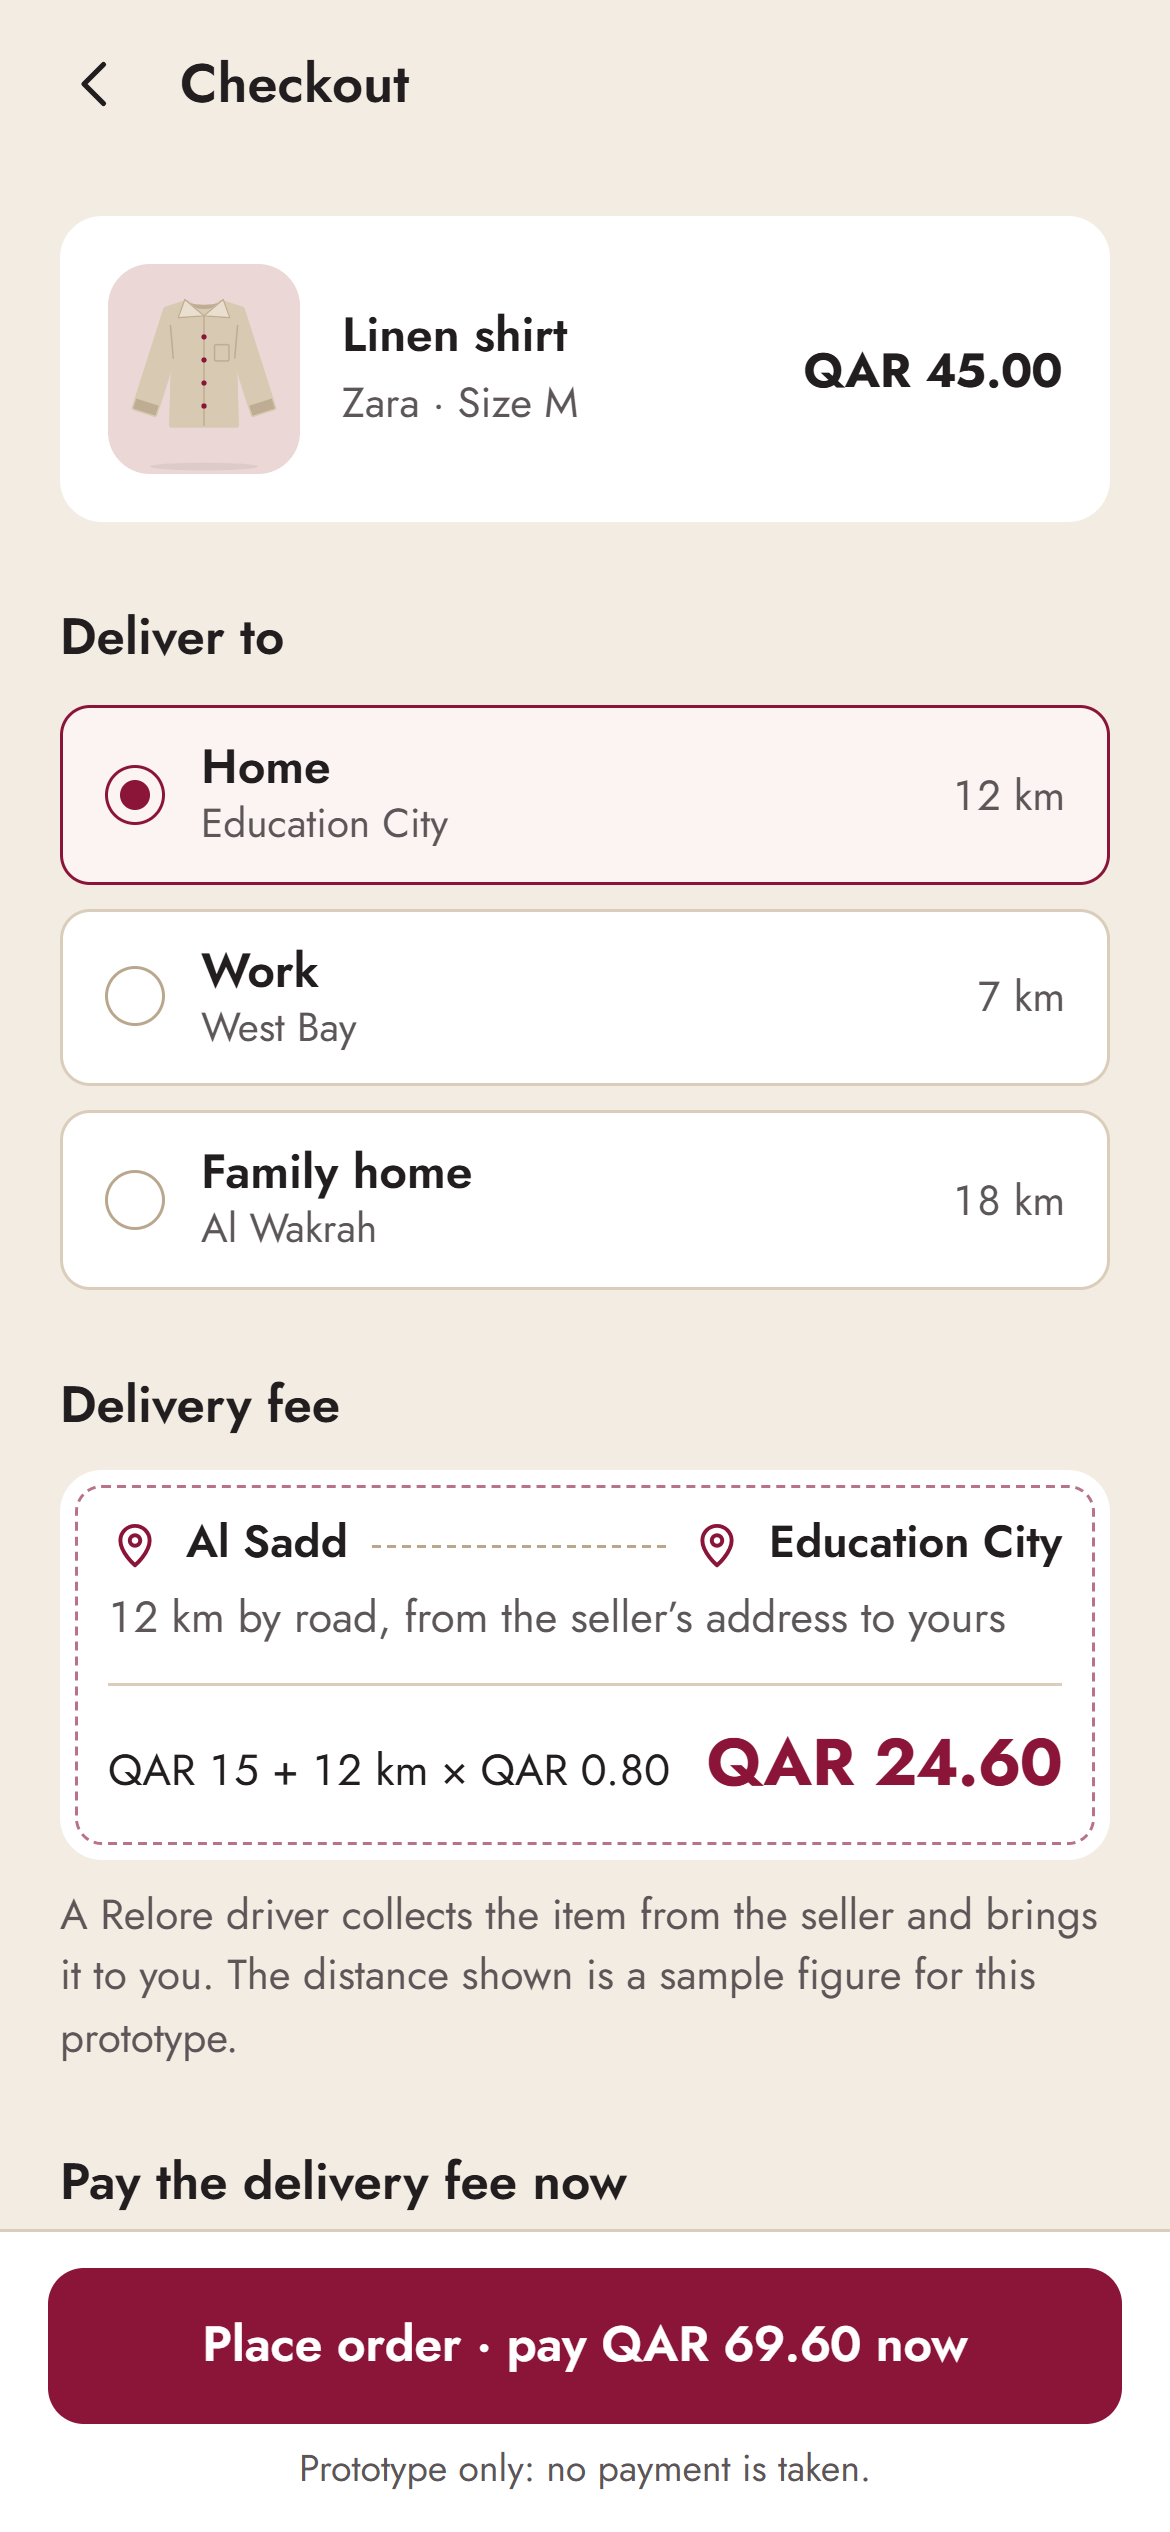 Checkout
Linen shirt
Zara · Size M
QAR 45.00
Deliver to
Home
Education City
12 km
Work
West Bay
7 km
Family home
Al Wakrah
18 km
Delivery fee
Al Sadd
Education City
12 km by road, from the seller’s address to yours
QAR 15 + 12 km × QAR 0.80
QAR 24.60
A Relore driver collects the item from the seller and brings
it to you. The distance shown is a sample figure for this
prototype.
Pay the delivery fee now
Place order · pay QAR 69.60 now
Prototype only: no payment is taken.